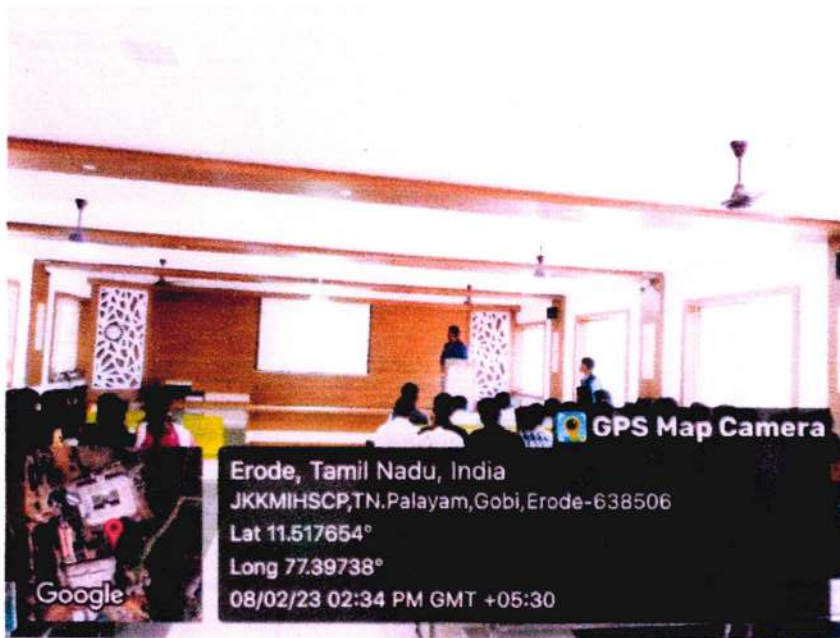 GPS Map Camera
Erode, Tamil Nadu, India
JKKMIHSCP,TN.Palayam,Gobi,Erode-638506
Lat 11.517654°
Long 77.39738°
08/02/23 02:34 PM GMT +05:30
Google